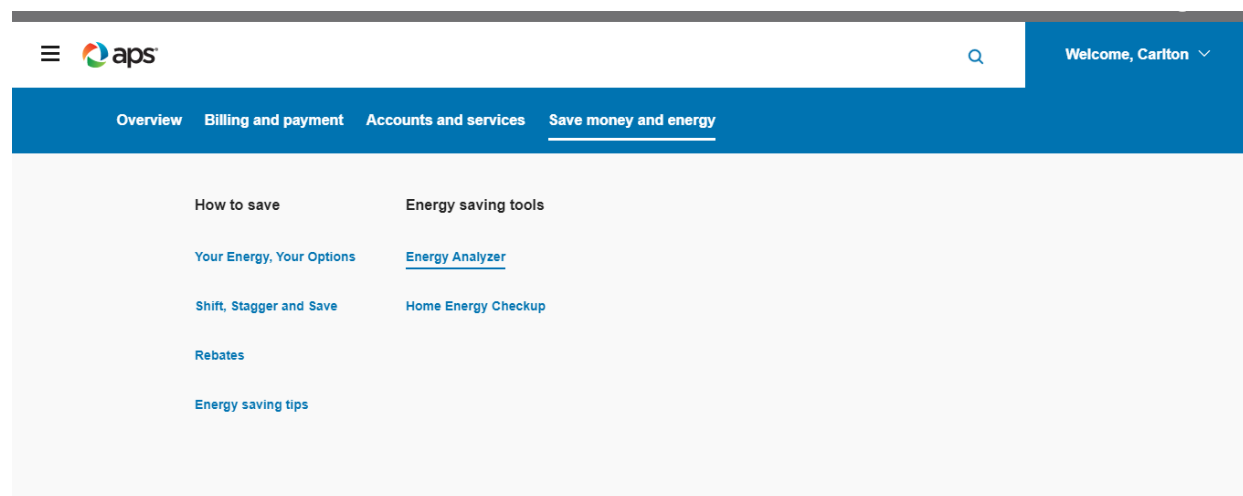 aps
Welcome, Carlton
Overview Billing and payment Accounts and services Save money and energy
How to save Energy saving tools
Your Energy, Your Options Energy Analyzer
Shift, Stagger and Save Home Energy Checkup
Rebates
Energy saving tips